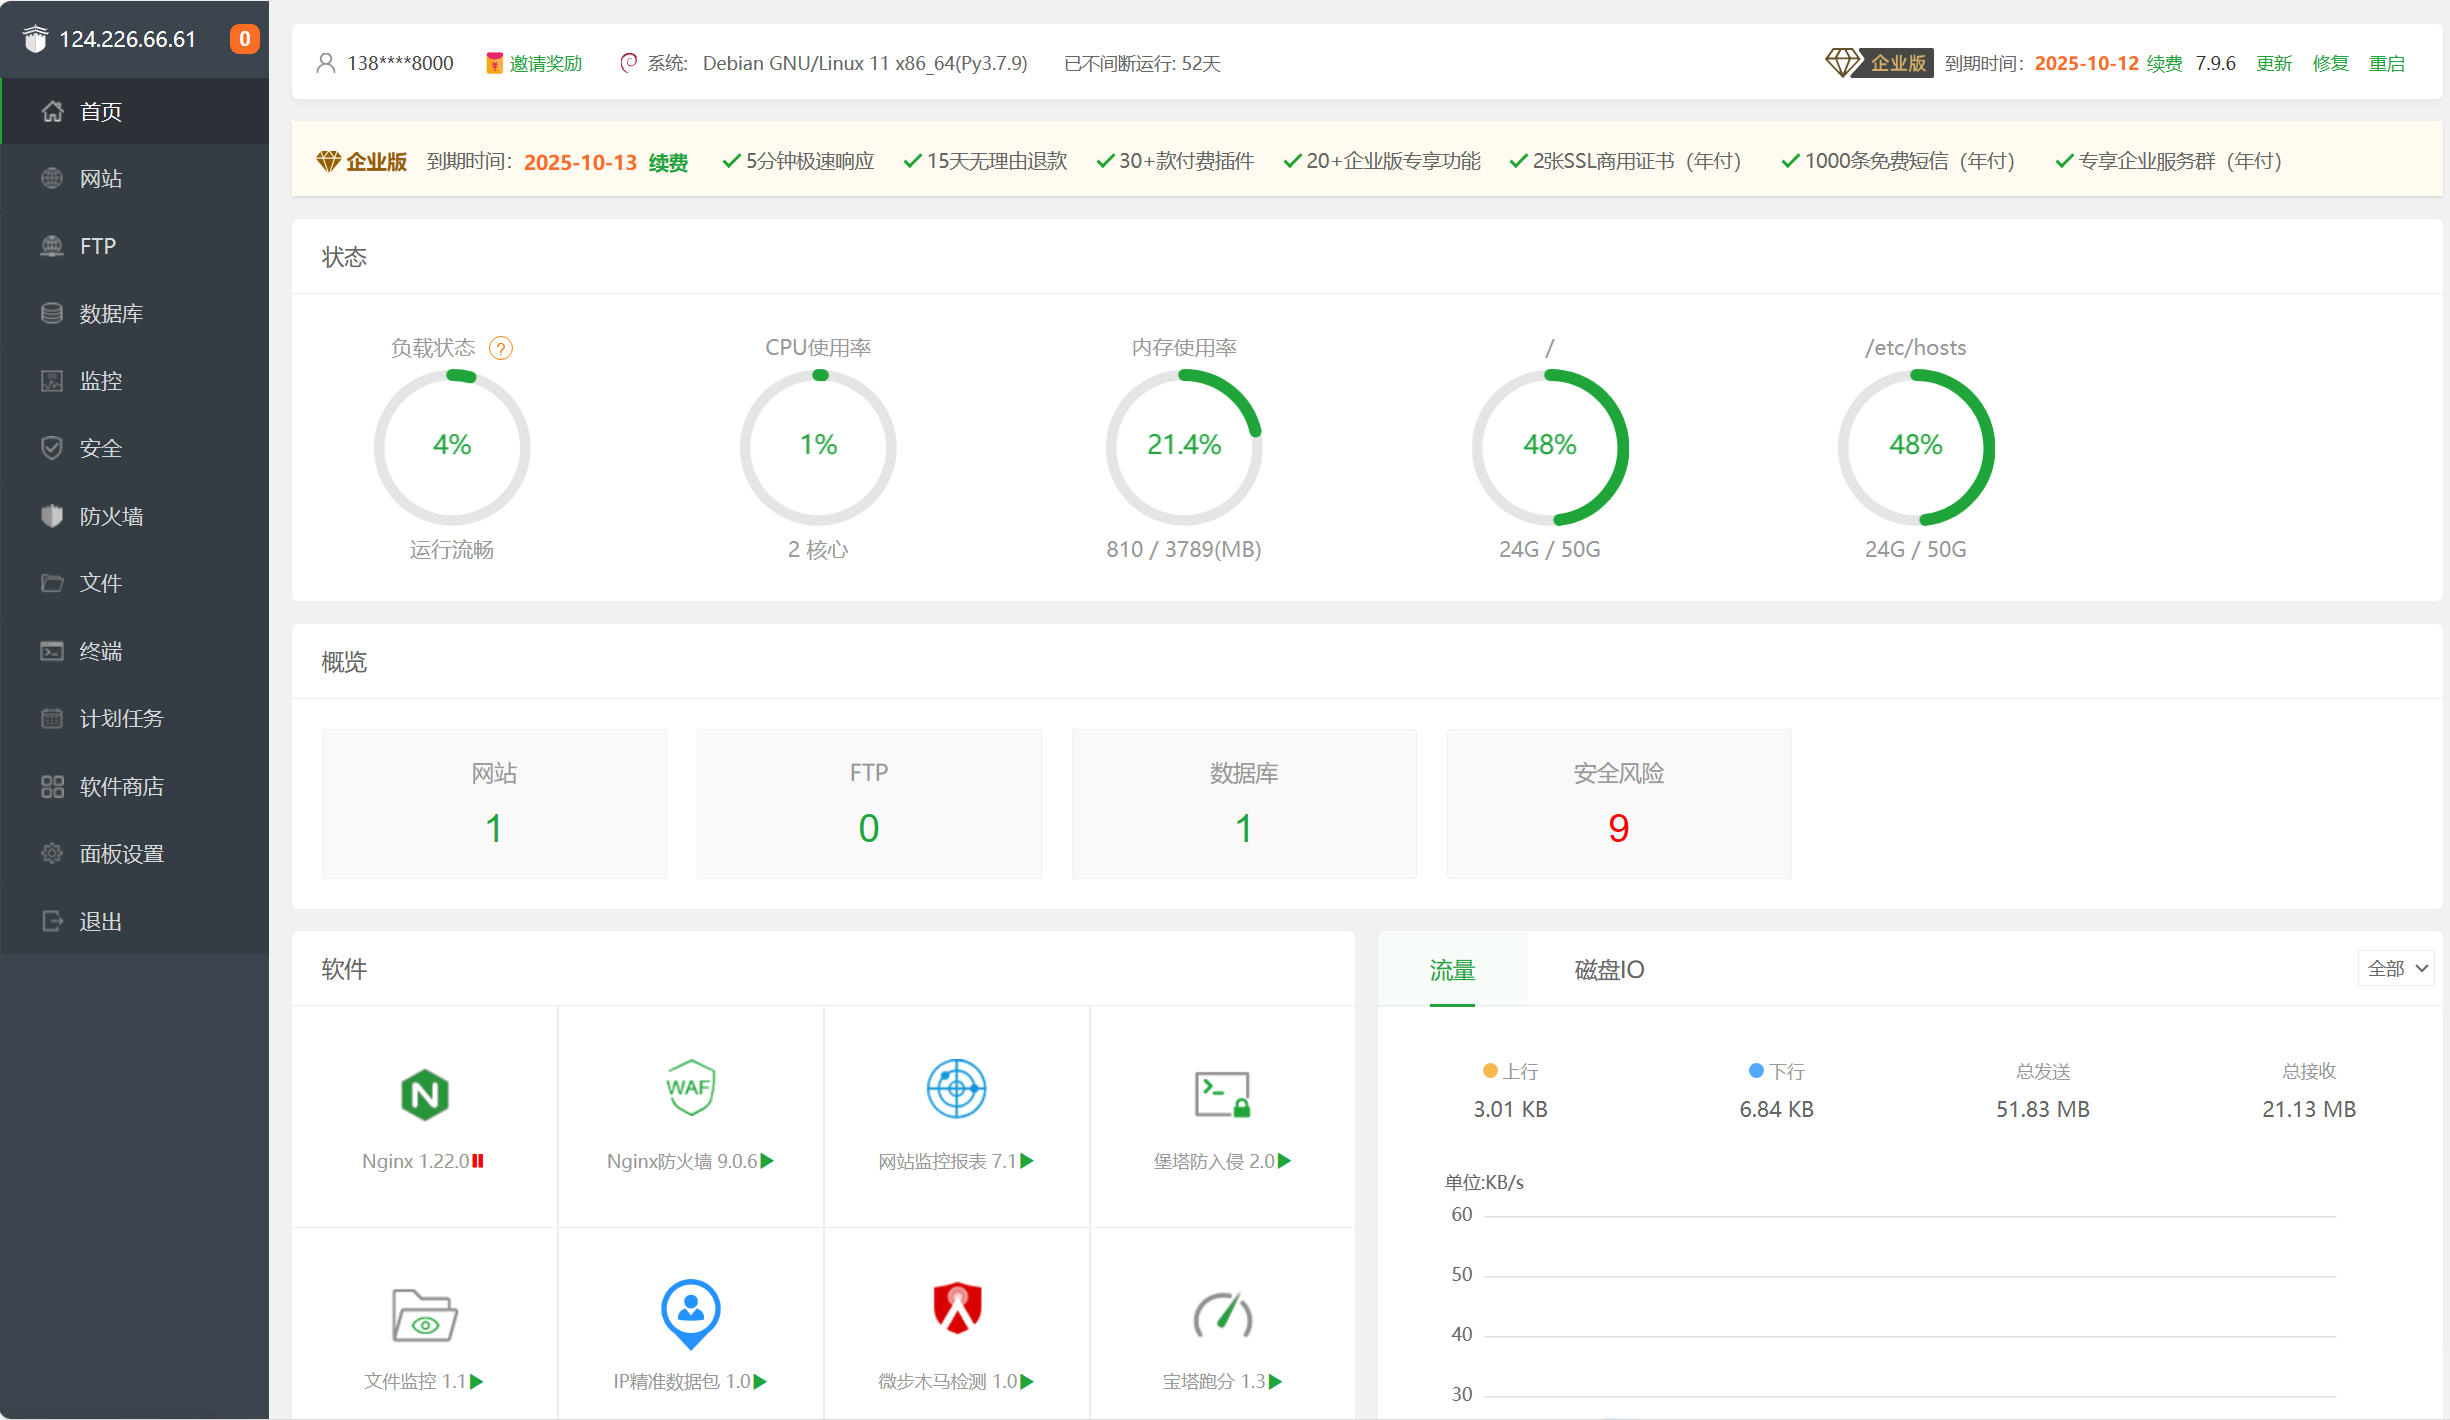 124.226.66.61 0
首页
网站
FTP
数据库
监控
安全
防火墙
文件
终端
计划任务
软件商店
面板设置
退出
138****8000 邀请奖励 系统: Debian GNU/Linux 11 x86_64(Py3.7.9) 已不间断运行: 52天 企业版 到期时间: 2025-10-12 续费 7.9.6 更新 修复 重启
企业版 到期时间: 2025-10-13 续费 5分钟极速响应 15天无理由退款 30+款付费插件 20+企业版专享功能 2张SSL商用证书（年付） 1000条免费短信（年付） 专享企业服务群（年付）
状态
负载状态 ? CPU使用率 内存使用率 / /etc/hosts
4% 1% 21.4% 48% 48%
运行流畅 2 核心 810 / 3789(MB) 24G / 50G 24G / 50G
概览
网站 FTP 数据库 安全风险
1 0 1 9
软件
Nginx 1.22.0
WAF
Nginx防火墙 9.0.6
网站监控报表 7.1
堡塔防入侵 2.0
文件监控 1.1
IP精准数据包 1.0
微步木马检测 1.0
宝塔跑分 1.3
流量 磁盘IO 全部
上行 下行 总发送 总接收
3.01 KB 6.84 KB 51.83 MB 21.13 MB
单位:KB/s
60
50
40
30